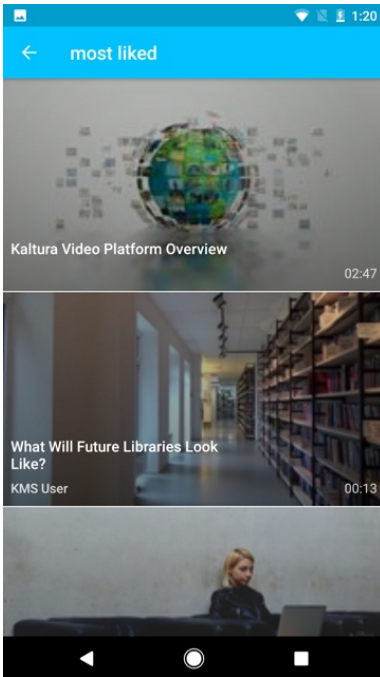 1:20
most liked
Kaltura Video Platform Overview
02:47
What Will Future Libraries Look
Like?
KMS User
00:13